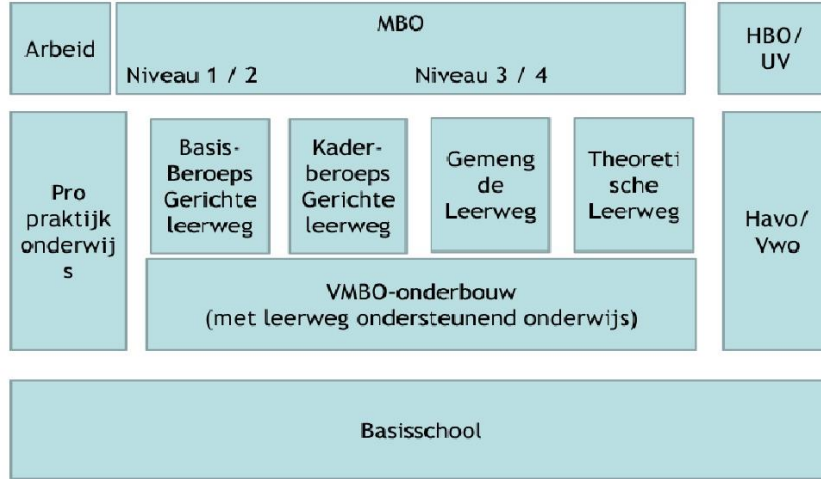 Arbeid
MBO
Niveau 1 / 2
Niveau 3 / 4
HBO/
UV
Pro
praktijk
onderwij
s
Basis-
Beroeps
Gerichte
leerweg
Kader-
beroeps
Gerichte
leerweg
Gemeng
de
Leerweg
Theoreti
sche
Leerweg
Havo/
Vwo
VMBO-onderbouw
(met leerweg ondersteunend onderwijs)
Basisschool